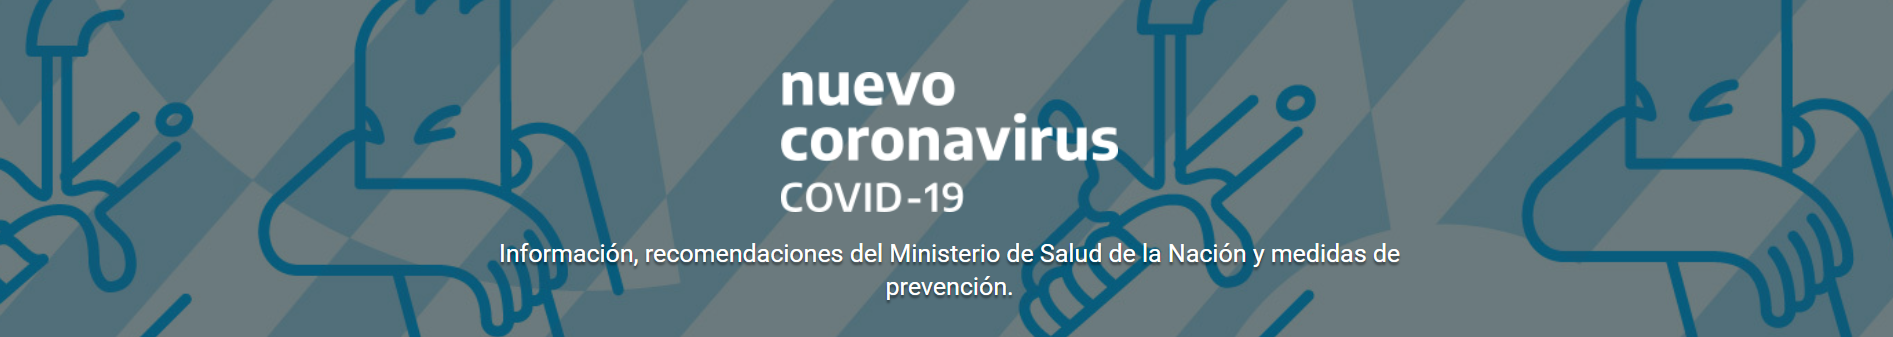 nuevo
coronavirus
COVID-19
Información, recomendaciones del Ministerio de Salud de la Nación y medidas de
prevención.